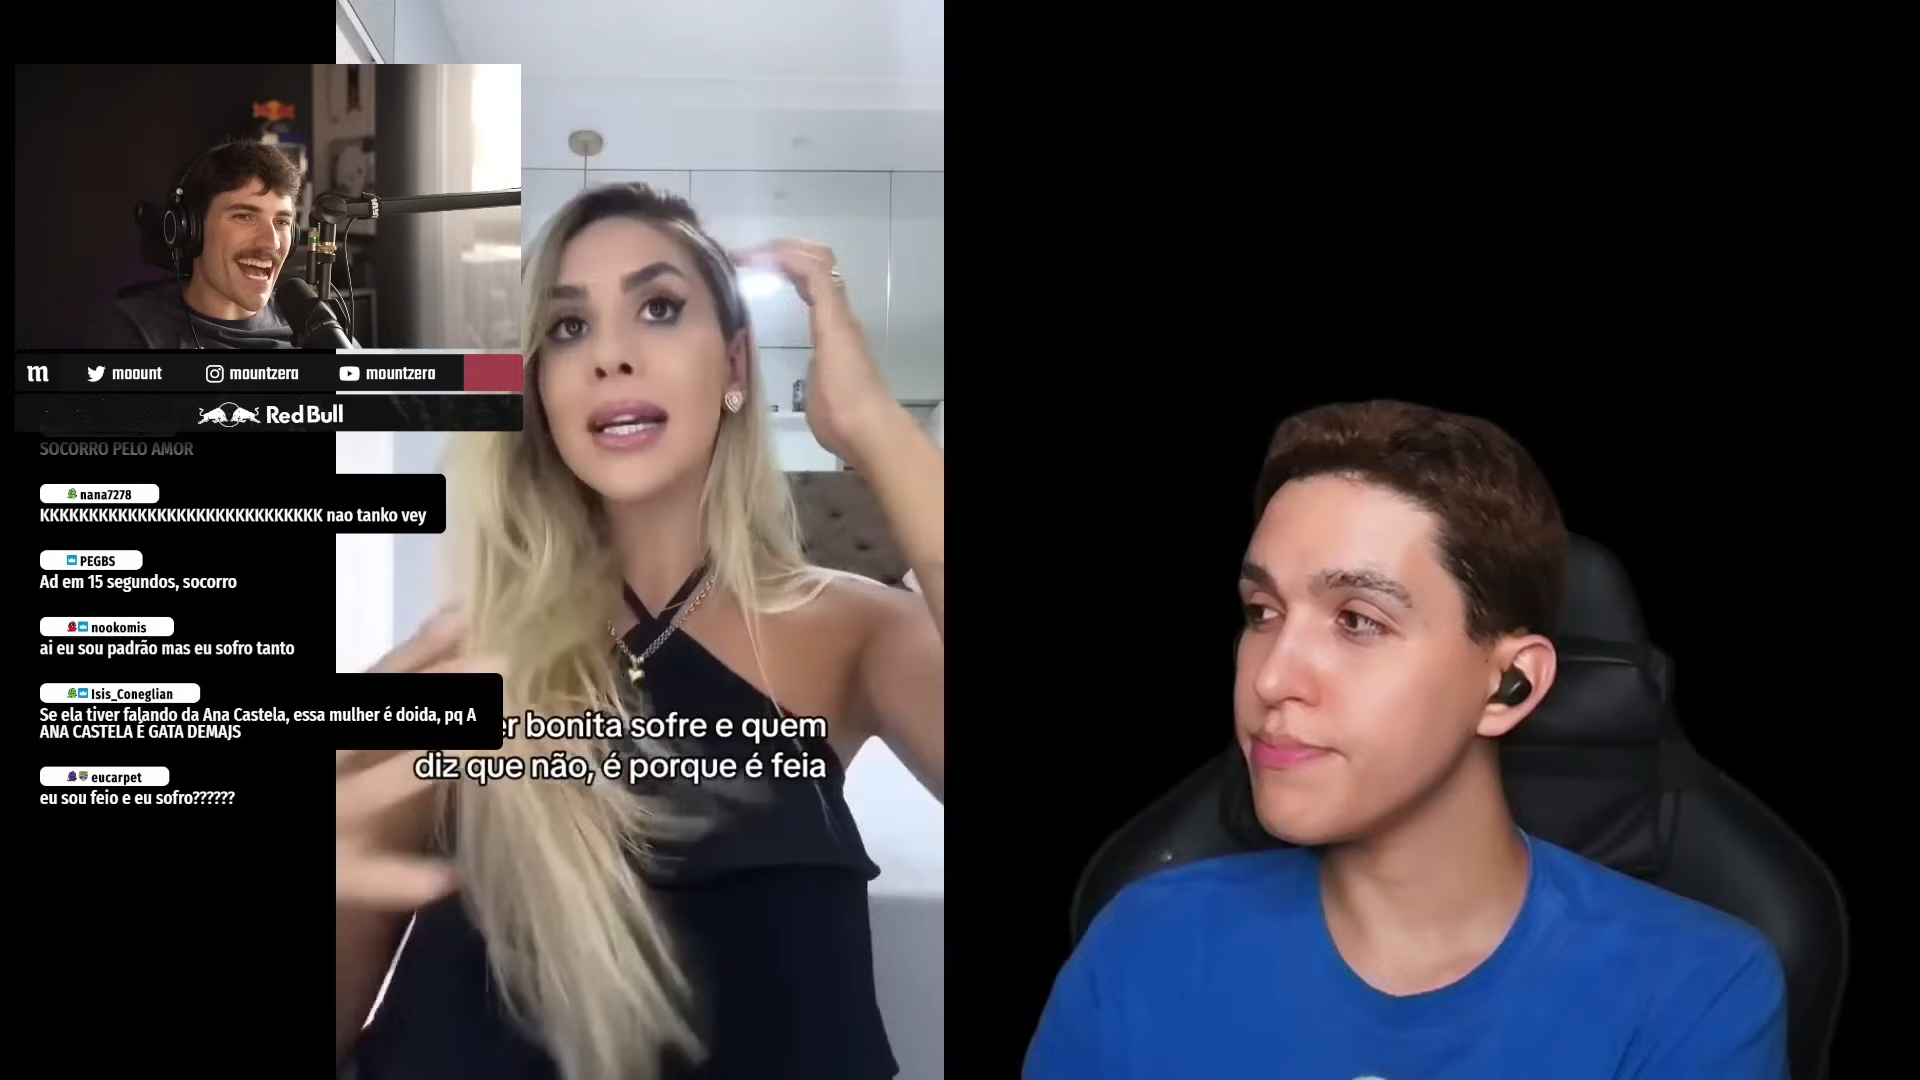 m
moount
mountzera
mountzera
Red Bull
SOCORRO PELO AMOR
nana7278
KKKKKKKKKKKKKKKKKKKKKKKKKKKKK nao tanko vey
PEGBS
Ad em 15 segundos, socorro
nookomis
ai eu sou padrão mas eu sofro tanto
Isis_Coneglian
Se ela tiver falando da Ana Castela, essa mulher é doida, pq A
ANA CASTELA É GATA DEMAJS
eucarpet
eu sou feio e eu sofro??????
bonita sofre e quem
diz que não, é porque é feia